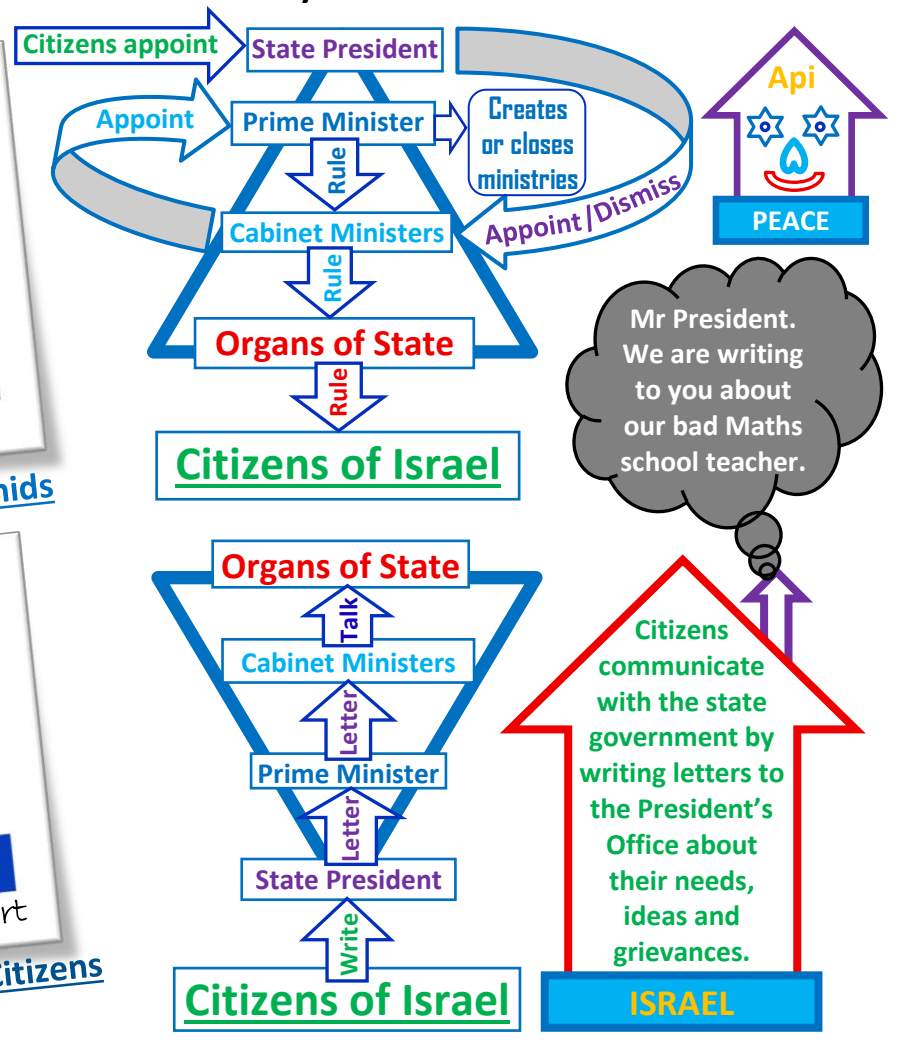 Citizens appoint
State President
Appoint
Prime Minister
Creates
or closes
ministries
Rule
Appoint/Dismiss
Cabinet Ministers
Rule
Organs of State
Rule
Citizens of Israel
Api
PEACE
Mr President.
We are writing
to you about
our bad Maths
school teacher.
Organs of State
Talk
Cabinet Ministers
Letter
Prime Minister
Letter
State President
Write
Citizens of Israel
Citizens
communicate
with the state
government by
writing letters to
the President's
Office about
their needs,
ideas and
grievances.
ISRAEL
Citizens